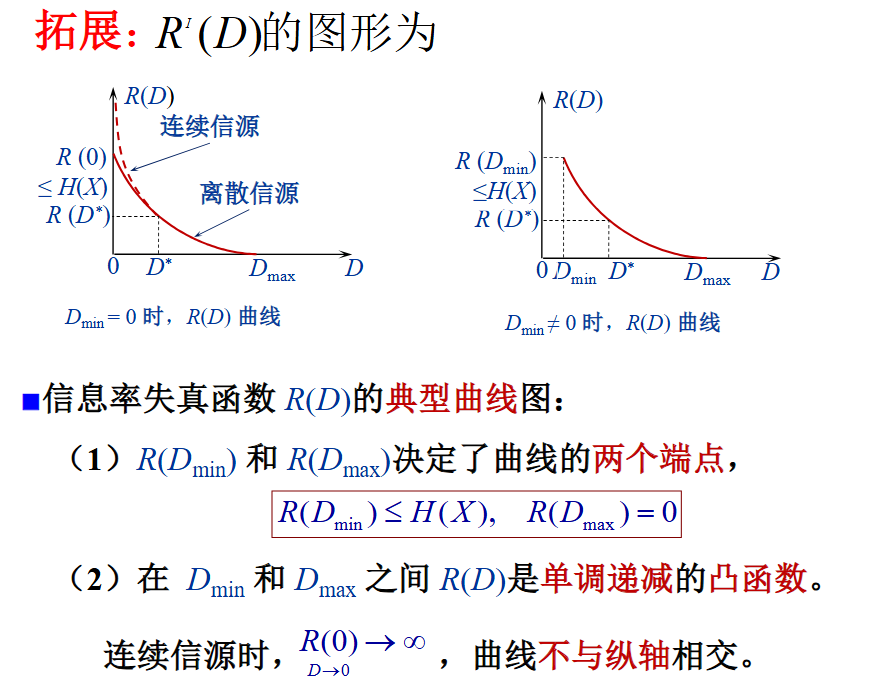 拓展：R^I(D)的图形为
R(D)
连续信源
R (0)
≤ H(X)
离散信源
R (D*)
0 D* D_max D
D_min = 0 时，R(D) 曲线
R(D)
R (D_min)
≤H(X)
R (D*)
0 D_min D* D_max D
D_min ≠ 0 时，R(D) 曲线
■信息率失真函数 R(D)的典型曲线图：
（1）R(D_min) 和 R(D_max)决定了曲线的两个端点，
R(D_min) ≤ H(X), R(D_max) = 0
（2）在 D_min 和 D_max 之间 R(D)是单调递减的凸函数。
连续信源时，R(0) → ∞ ，曲线不与纵轴相交。
D→0